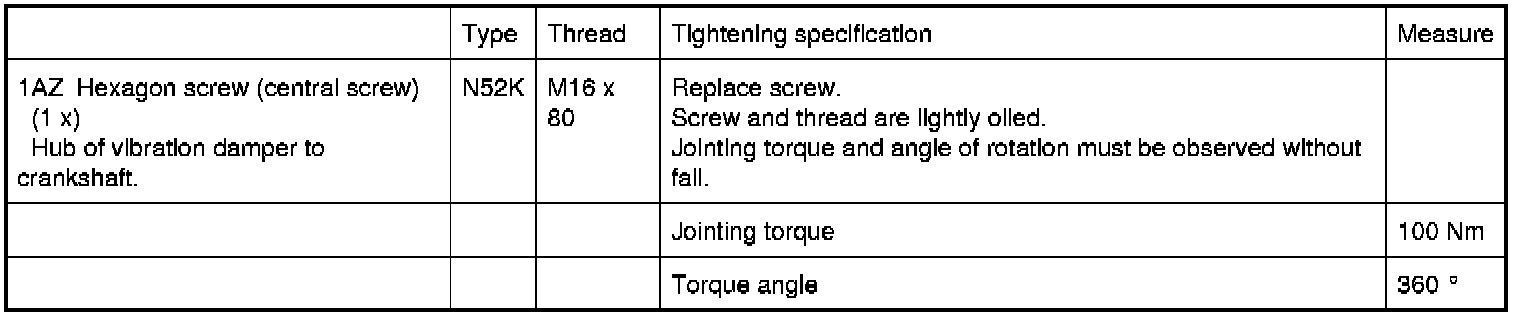 Type Thread Tightening specification Measure
1AZ Hexagon screw (central screw) N52K M16 x Replace screw.
(1 x) 80 Screw and thread are lightly oiled.
Hub of vibration damper to Jointing torque and angle of rotation must be observed without
crankshaft. fail.
Jointing torque 100 Nm
Torque angle 360 °